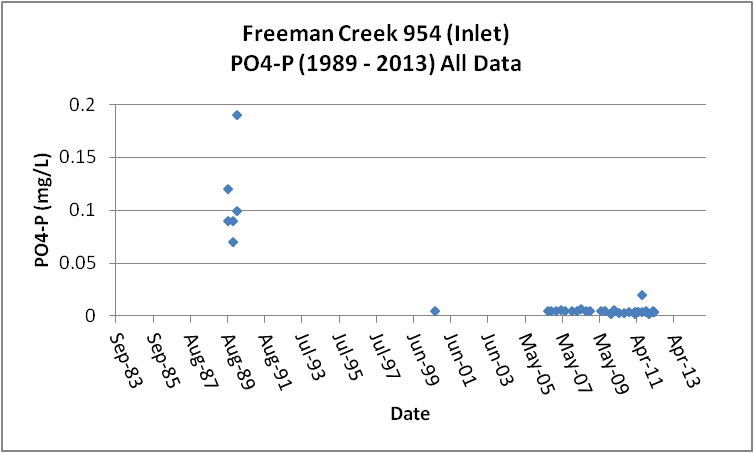 Freeman Creek 954 (Inlet)
PO4-P (1989 - 2013) All Data
PO4-P (mg/L)
0.2
0.15
0.1
0.05
0
Sep-83
Sep-85
Aug-87
Aug-89
Aug-91
Jul-93
Jul-95
Jul-97
Jun-99
Jun-01
Jun-03
May-05
May-07
May-09
Apr-11
Apr-13
Date